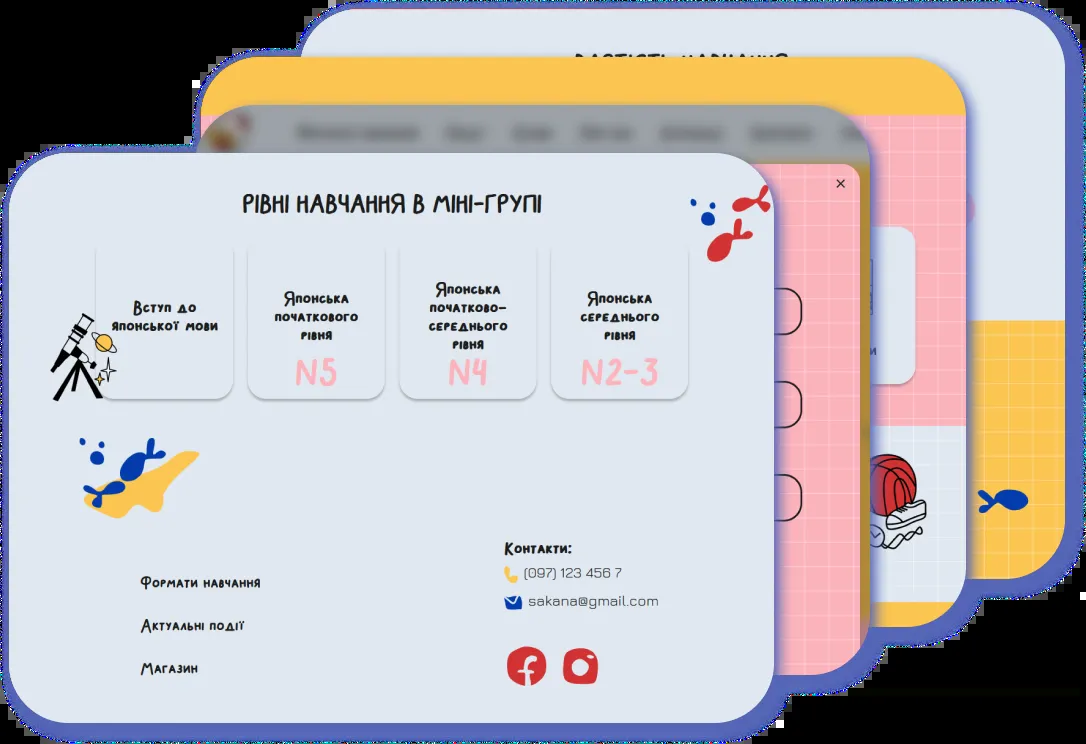 РІВНІ НАВЧАННЯ В МІНІ-ГРУПІ
Вступ до
японської мови
Японська
початкового
рівня
N5
Японська
початково-
середнього
рівня
N4
Японська
середнього
рівня
N2-3
Формати навчання
Актуальні події
Магазин
Контакти:
(097) 123 456 7
sakana@gmail.com